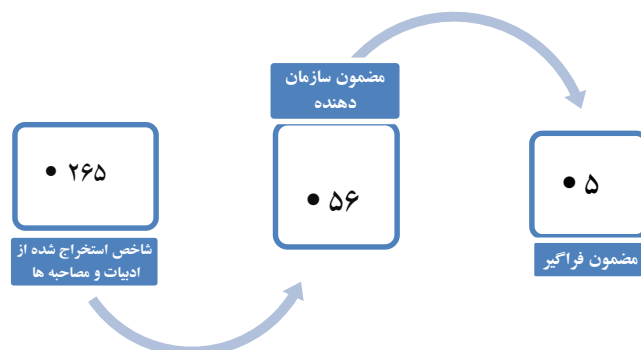 • ۲۶۵
شاخص استخراج شده از
ادبیات و مصاحبه ها
مضمون سازمان
دهنده
• ۵۶
• ۵
مضمون فراگیر